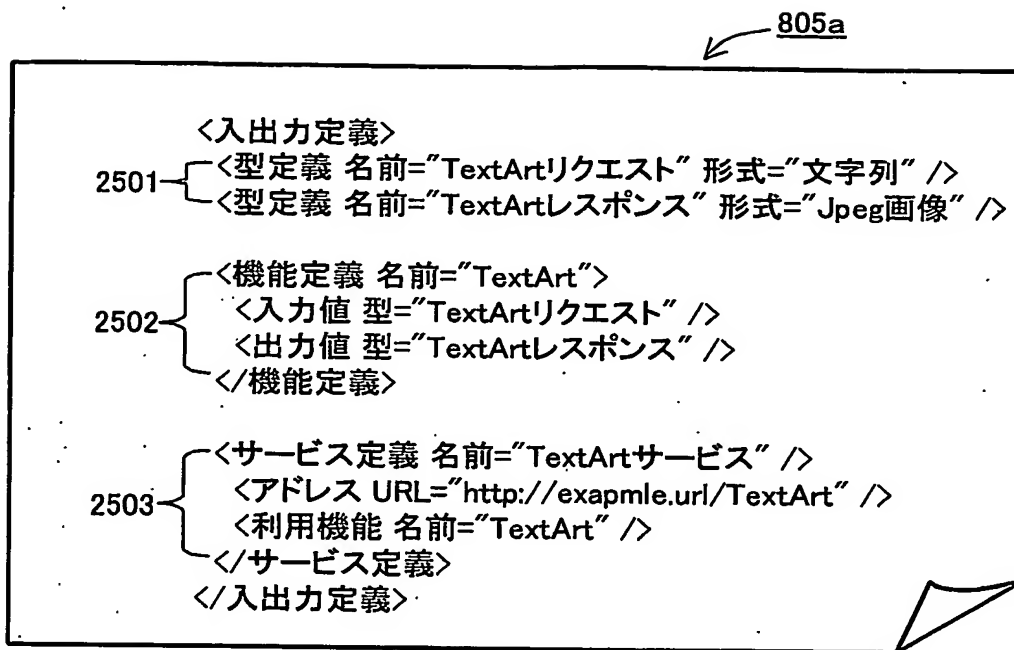 805a
<入出力定義>
2501 <型定義 名前="TextArtリクエスト" 形式="文字列" />
<型定義 名前="TextArtレスポンス" 形式="Jpeg画像" />
<機能定義 名前="TextArt">
2502 <入力値 型="TextArtリクエスト" />
<出力値 型="TextArtレスポンス" />
</機能定義>
<サービス定義 名前="TextArtサービス" />
2503 <アドレス URL="http://exapmle.url/TextArt" />
<利用機能 名前="TextArt" />
</サービス定義>
</入出力定義>